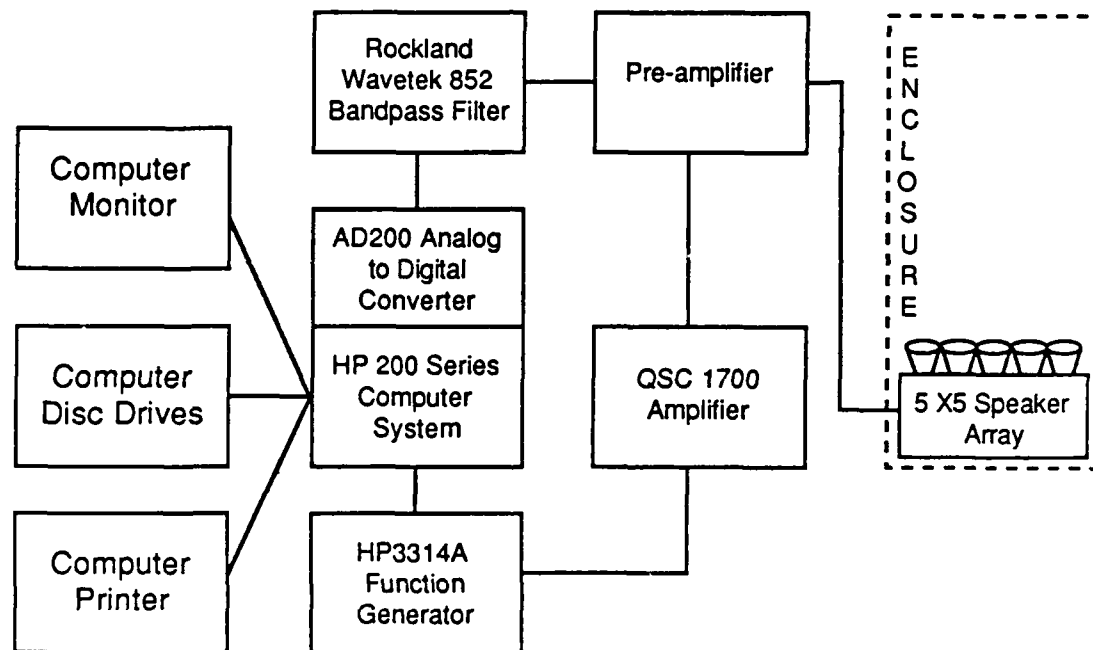 Rockland
Wavetek 852
Bandpass Filter
Pre-amplifier
E
N
C
L
O
S
U
R
E
Computer
Monitor
AD200 Analog
to Digital
Converter
Computer
Disc Drives
HP 200 Series
Computer
System
QSC 1700
Amplifier
5 X5 Speaker
Array
Computer
Printer
HP3314A
Function
Generator